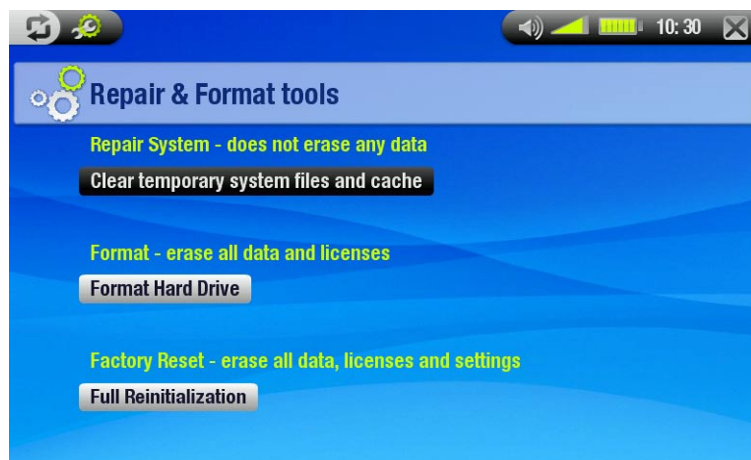 10:30
Repair & Format tools
Repair System - does not erase any data
Clear temporary system files and cache
Format - erase all data and licenses
Format Hard Drive
Factory Reset - erase all data, licenses and settings
Full Reinitialization